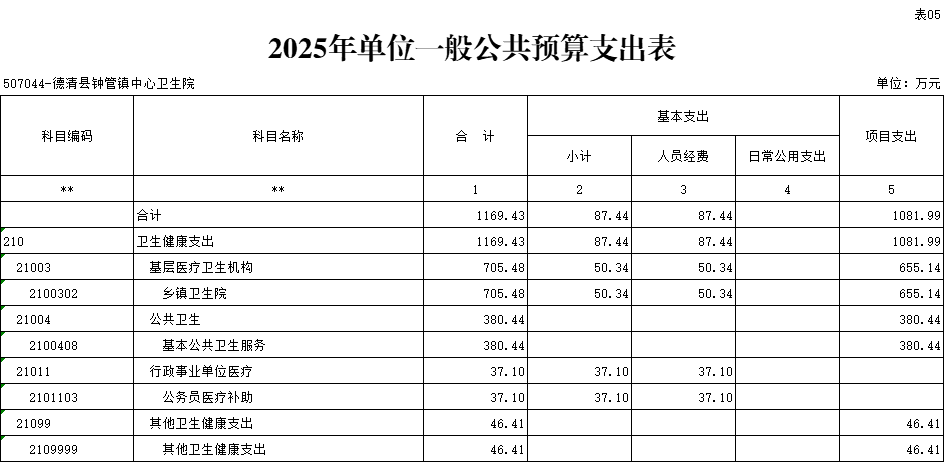 表05
2025年单位一般公共预算支出表
507044-德清县钟管镇中心卫生院 单位：万元
科目编码 科目名称 合 计 基本支出 项目支出
小计 人员经费 日常公用支出
** ** 1 2 3 4 5
合计 1169.43 87.44 87.44 1081.99
210 卫生健康支出 1169.43 87.44 87.44 1081.99
21003 基层医疗卫生机构 705.48 50.34 50.34 655.14
2100302 乡镇卫生院 705.48 50.34 50.34 655.14
21004 公共卫生 380.44 380.44
2100408 基本公共卫生服务 380.44 380.44
21011 行政事业单位医疗 37.10 37.10 37.10
2101103 公务员医疗补助 37.10 37.10 37.10
21099 其他卫生健康支出 46.41 46.41
2109999 其他卫生健康支出 46.41 46.41